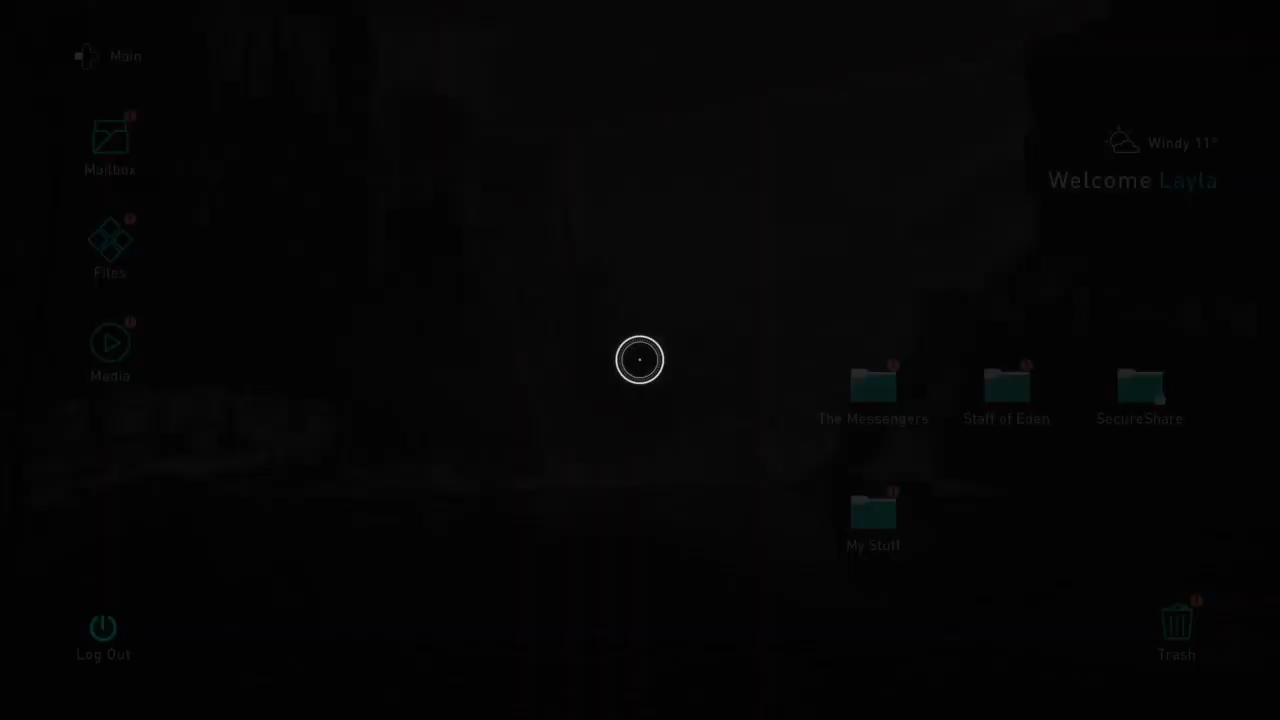 Main
Mailbox
Files
Media
Windy 11°
Welcome Layla
The Messengers
Staff of Eden
SecureShare
My Stuff
Log Out
Trash